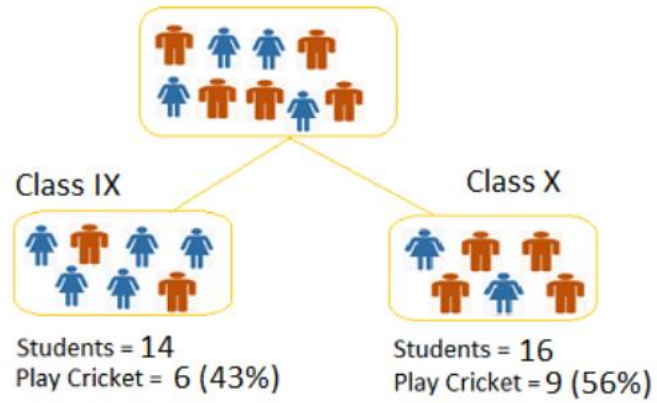 Class IX
Class X
Students = 14
Play Cricket = 6 (43%)
Students = 16
Play Cricket = 9 (56%)